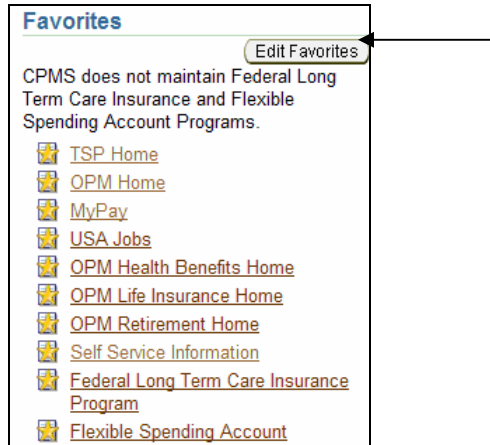 Favorites
Edit Favorites
CPMS does not maintain Federal Long
Term Care Insurance and Flexible
Spending Account Programs.
TSP Home
OPM Home
MyPay
USA Jobs
OPM Health Benefits Home
OPM Life Insurance Home
OPM Retirement Home
Self Service Information
Federal Long Term Care Insurance
Program
Flexible Spending Account